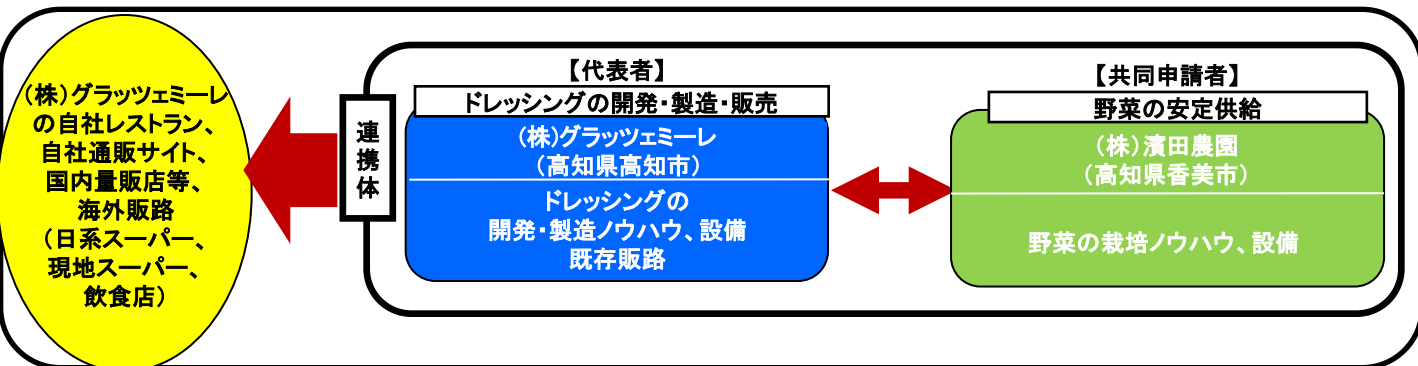 (株)グラッツェミーレ
の自社レストラン、
自社通販サイト、
国内量販店等、
海外販路
(日系スーパー、
現地スーパー、
飲食店)
連携体
【代表者】
ドレッシングの開発・製造・販売
(株)グラッツェミーレ
(高知県高知市)
ドレッシングの
開発・製造ノウハウ、設備
既存販路
【共同申請者】
野菜の安定供給
(株)濱田農園
(高知県香美市)
野菜の栽培ノウハウ、設備